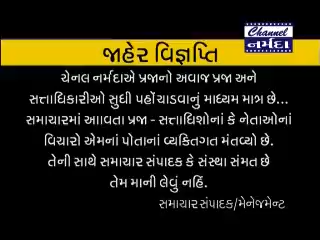 Channel
નર્મદા
જાહેર વિજ્ઞપ્તિ
ચેનલ નર્મદાએ પ્રજાનો અવાજ પ્રજા અને
સત્તાધિકારીઓ સુધી પહોંચાડવાનું માધ્યમ માત્ર છે...
સમાચારમાં આવતા પ્રજા - સત્તાધિશોનાં કે નેતાઓનાં
વિચારો એમનાં પોતાનાં વ્યક્તિગત મંતવ્યો છે.
તેની સાથે સમાચાર સંપાદક કે સંસ્થા સંમત છે
તેમ માની લેવું નહિં.
સમાચાર સંપાદક/મેનેજમેન્ટ